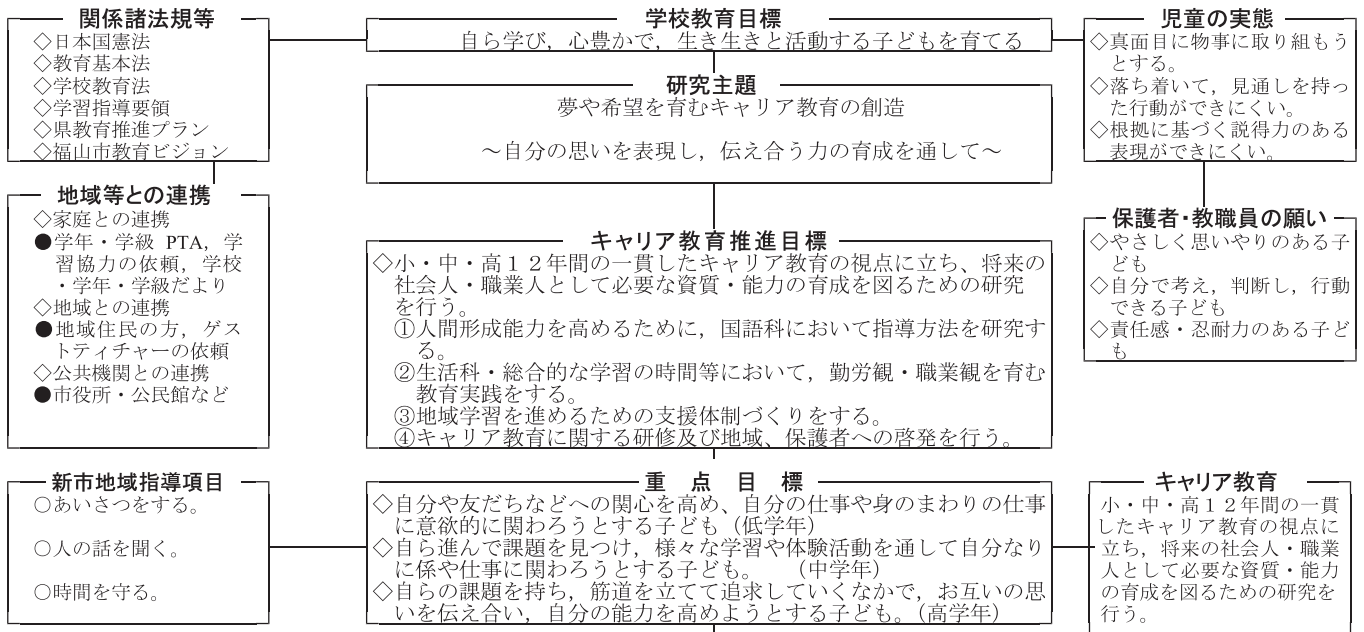 関係諸法規等
◇日本国憲法
◇教育基本法
◇学校教育法
◇学習指導要領
◇県教育推進プラン
◇福山市教育ビジョン
学校教育目標
自ら学び，心豊かで，生き生きと活動する子どもを育てる
児童の実態
◇真面目に物事に取り組もう
とする。
◇落ち着いて，見通しを持っ
た行動ができにくい。
◇根拠に基づく説得力のある
表現ができにくい。
研究主題
夢や希望を育むキャリア教育の創造
～自分の思いを表現し，伝え合う力の育成を通して～
地域等との連携
◇家庭との連携
●学年・学級 PTA，学
習協力の依頼，学校
・学年・学級だより
◇地域との連携
●地域住民の方，ゲス
トティチャーの依頼
◇公共機関との連携
●市役所・公民館など
キャリア教育推進目標
◇小・中・高１２年間の一貫したキャリア教育の視点に立ち、将来の
社会人・職業人として必要な資質・能力の育成を図るための研究
を行う。
①人間形成能力を高めるために，国語科において指導方法を研究す
る。
②生活科・総合的な学習の時間等において，勤労観・職業観を育む
教育実践をする。
③地域学習を進めるための支援体制づくりをする。
④キャリア教育に関する研修及び地域、保護者への啓発を行う。
保護者・教職員の願い
◇やさしく思いやりのある子
ども
◇自分で考え，判断し，行動
できる子ども
◇責任感・忍耐力のある子ど
も
新市地域指導項目
○あいさつをする。
○人の話を聞く。
○時間を守る。
重 点 目 標
◇自分や友だちなどへの関心を高め、自分の仕事や身のまわりの仕事
に意欲的に関わろうとする子ども（低学年）
◇自ら進んで課題を見つけ，様々な学習や体験活動を通して自分なり
に係や仕事に関わろうとする子ども。 （中学年）
◇自らの課題を持ち，筋道を立てて追求していくなかで，お互いの思
いを伝え合い，自分の能力を高めようとする子ども。（高学年）
キャリア教育
小・中・高１２年間の一貫
したキャリア教育の視点に
立ち，将来の社会人・職業
人として必要な資質・能力
の育成を図るための研究を
行う。